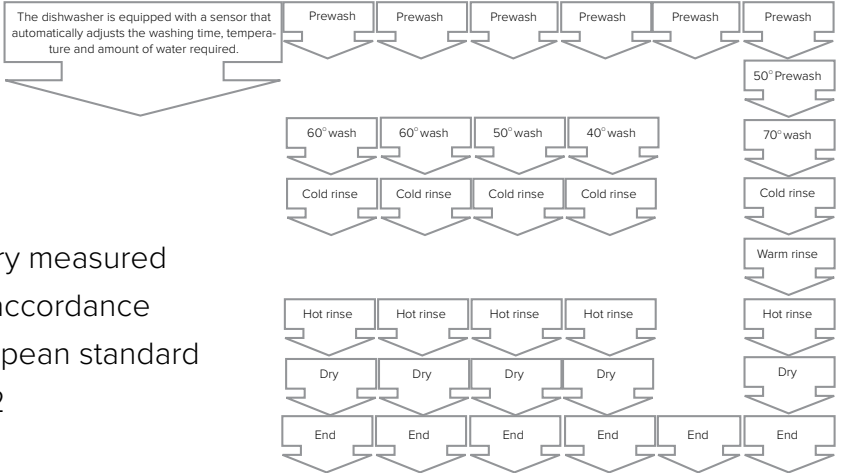 The dishwasher is equipped with a sensor that
automatically adjusts the washing time, tempera-
ture and amount of water required.
Prewash Prewash Prewash Prewash Prewash Prewash
50° Prewash
60° wash 60° wash 50° wash 40° wash 70° wash
Cold rinse Cold rinse Cold rinse Cold rinse Cold rinse
Warm rinse
Hot rinse Hot rinse Hot rinse Hot rinse Hot rinse
Dry Dry Dry Dry Dry
End End End End End End
ry measured
accordance
pean standard
2